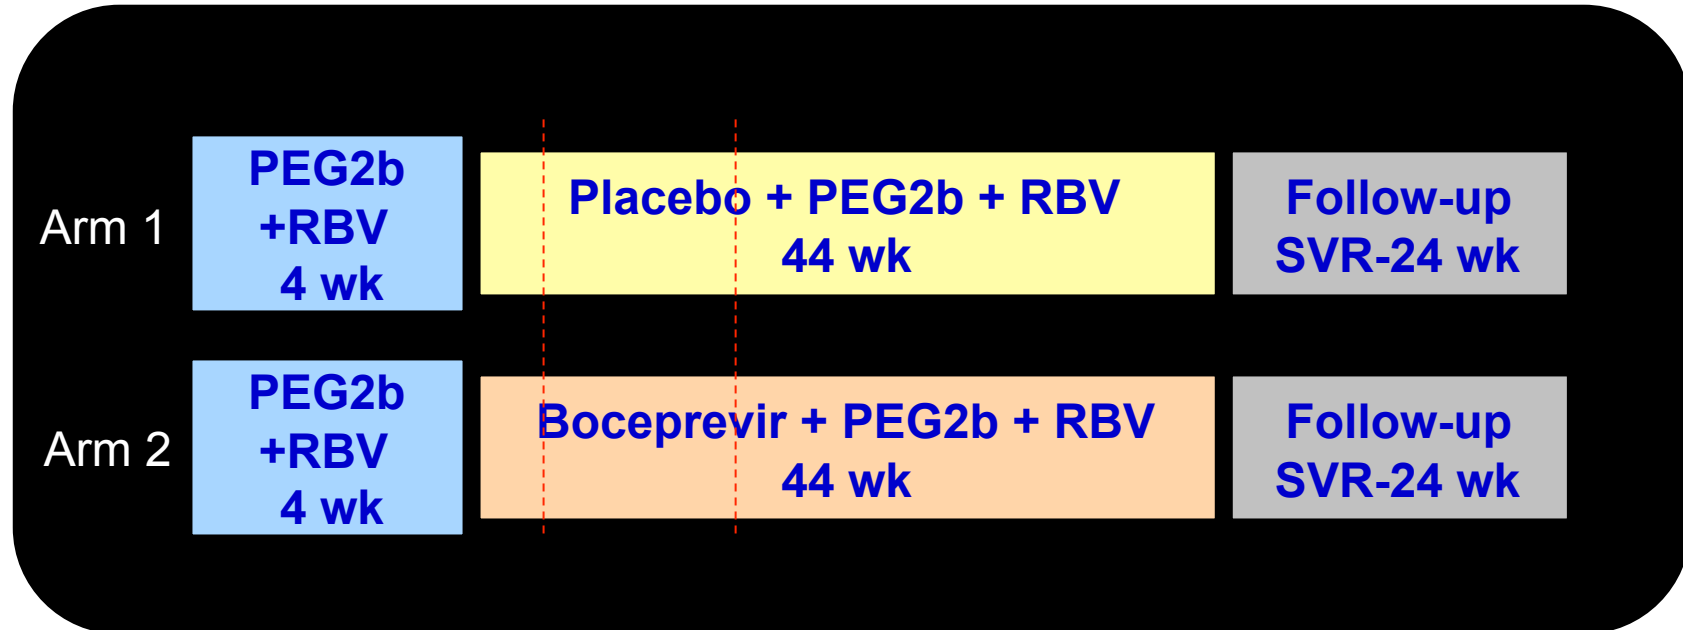 Arm 1
PEG2b
+RBV
4 wk
Placebo + PEG2b + RBV
44 wk
Follow-up
SVR-24 wk
Arm 2
PEG2b
+RBV
4 wk
Boceprevir + PEG2b + RBV
44 wk
Follow-up
SVR-24 wk